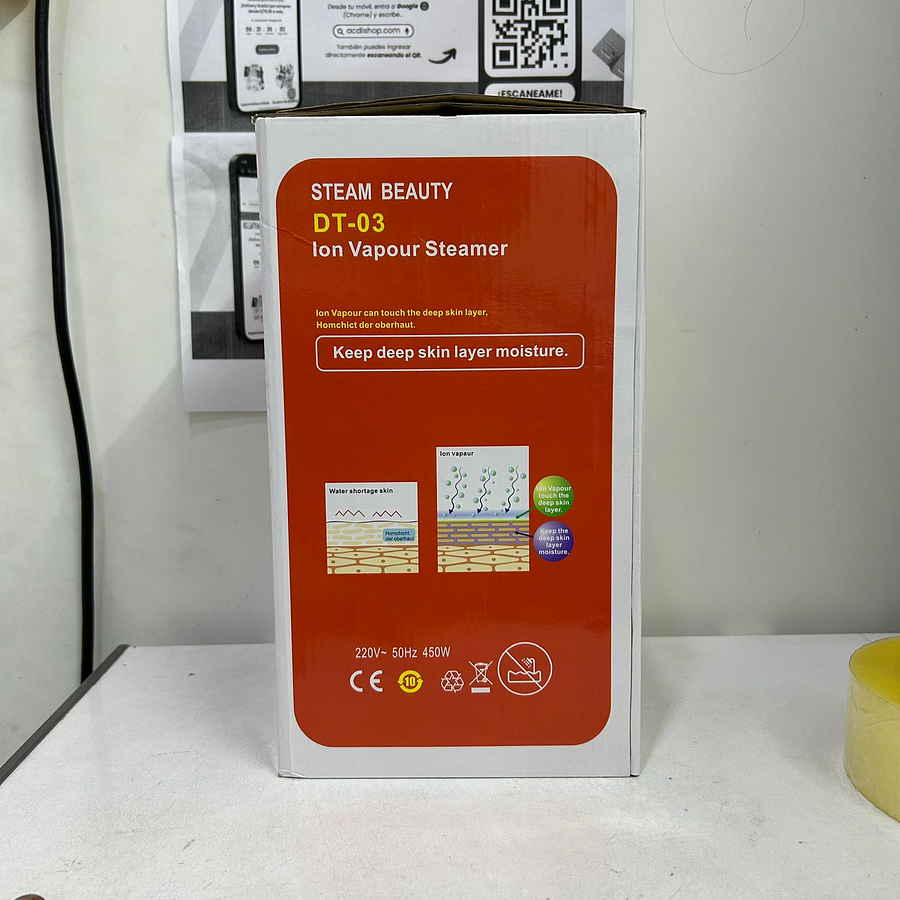 Desde tu móvil, entra a Google
(Chrome) y escribe...
acdishop.com
También puedes ingresar
directamente escaneando el QR.
¡ESCANEAME!
STEAM BEAUTY
DT-03
Ion Vapour Steamer
Ion Vapour can touch the deep skin layer,
Homchict der oberhaut.
Keep deep skin layer moisture.
Water shortage skin
Homchicht
der oberhaut
Ion vapaur
Ion Vapour
touch the
deep skin
layer.
Keep the
deep skin
layer
moisture.
220V~ 50Hz 450W
CE
10